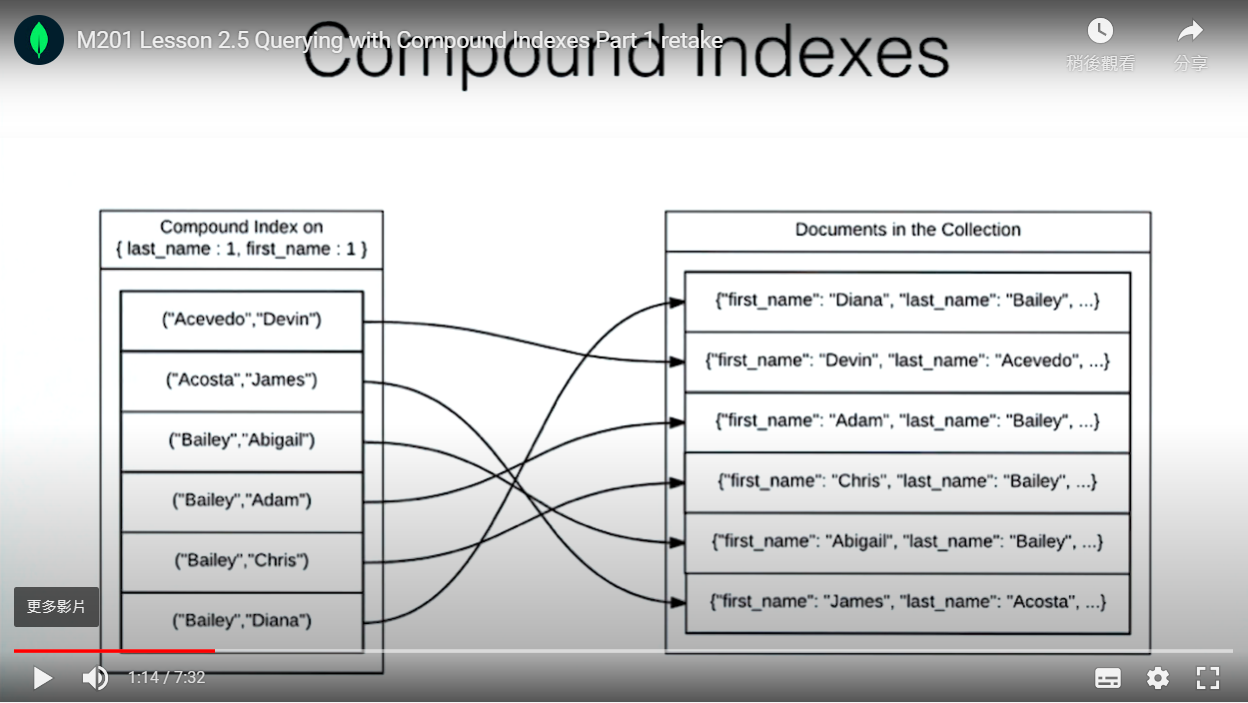 M201 Lesson 2.5 Querying with Compound Indexes Part 1 retake
稍後觀看
分享
Compound Indexes
Compound Index on
{ last_name : 1, first_name : 1 }
("Acevedo","Devin")
("Acosta","James")
("Bailey","Abigail")
("Bailey","Adam")
("Bailey","Chris")
("Bailey","Diana")
Documents in the Collection
{"first_name": "Diana", "last_name": "Bailey", ...}
{"first_name": "Devin", "last_name": "Acevedo", ...}
{"first_name": "Adam", "last_name": "Bailey", ...}
{"first_name": "Chris", "last_name": "Bailey", ...}
{"first_name": "Abigail", "last_name": "Bailey", ...}
{"first_name": "James", "last_name": "Acosta", ...}
更多影片
1:14 / 7:32